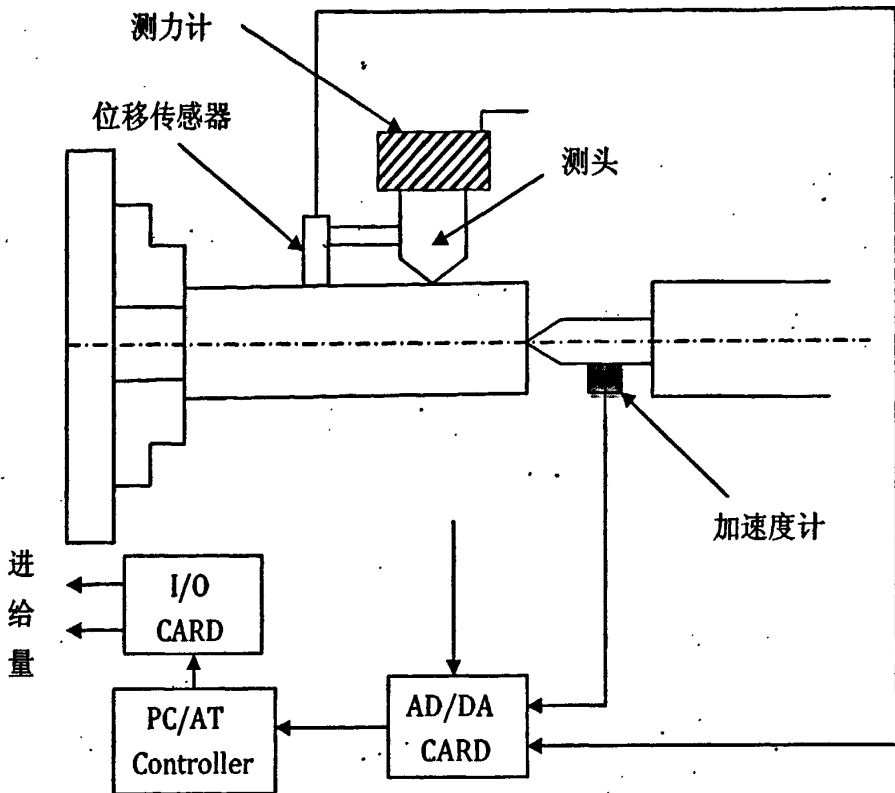 测力计
位移传感器
测头
加速度计
进
给
量
I/O
CARD
PC/AT
Controller
AD/DA
CARD